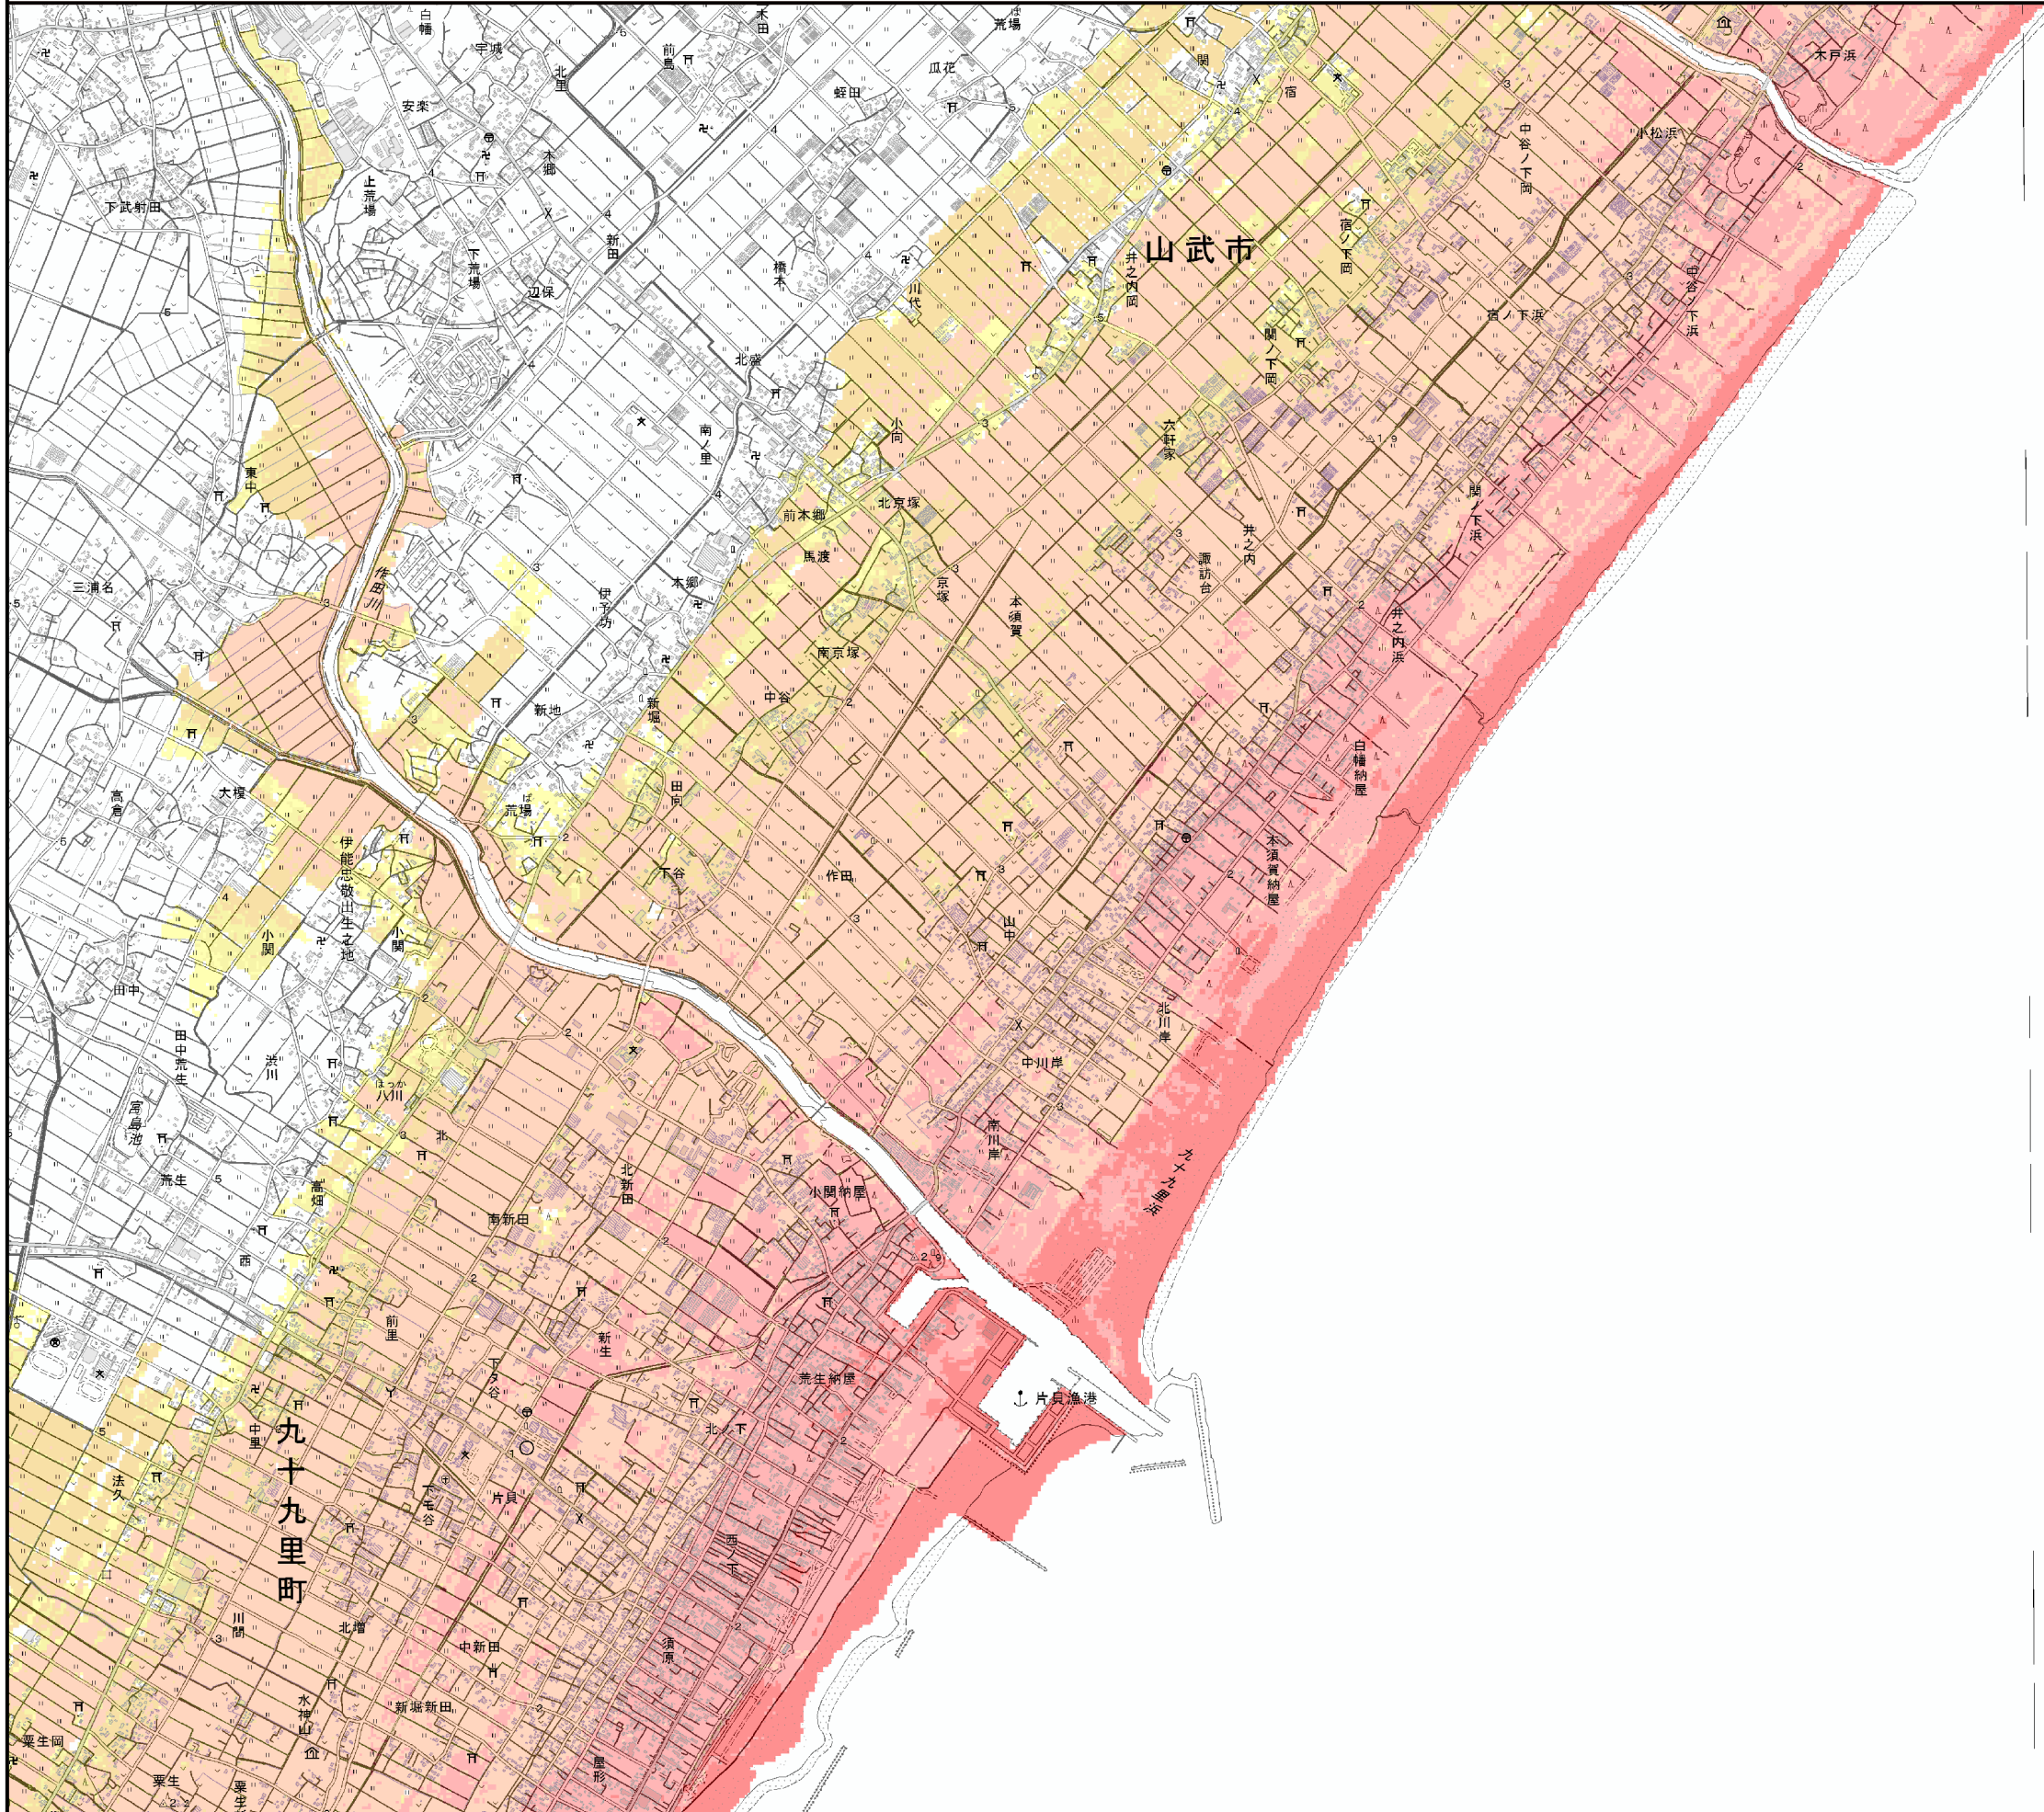 白幡
宇城
北里
木田
前島
荒場
瓜花
蛭田
関
宿
木戸浜
小松浜
安楽
本郷
上荒場
下武射田
下荒場
新田
辺保
橋本
川代
山武市
井之内岡
宿ノ下岡
中谷ノ下岡
中谷ノ下浜
宿ノ下浜
関ノ下岡
北盛
南ノ里
小向
六軒家
東中
前木郷
北京塚
馬渡
京塚
本須賀
諏訪台
井之内
関ノ下浜
井之内浜
三浦名
作田川
伊予坊
本郷
南京塚
中谷
新堀
新地
白幡納屋
高倉
大榎
荒場
ば
田向
下谷
作田
山中
本須賀納屋
伊能忠敬出生之地
小関
小関
田中
田中荒生
渋川
はっか
八川
北川岸
中川岸
南川岸
九十九里浜
荒生
北
高畑
北新田
南新田
小関納屋
西
前里
新生
下タ谷
荒生納屋
片貝漁港
北ノ下
中里
九十九里町
法久
下モ谷
片貝
西ノ下
川間
北増
中新田
須原
水神山
新堀新田
屋形
粟生岡
粟生
粟生